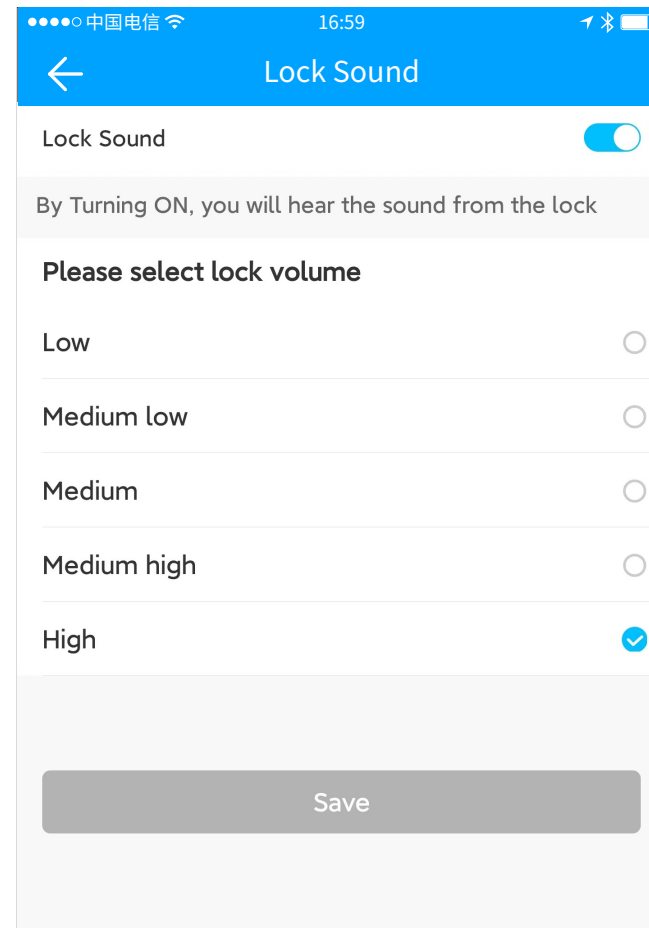 中国电信
16:59
Lock Sound
Lock Sound
By Turning ON, you will hear the sound from the lock
Please select lock volume
Low
Medium low
Medium
Medium high
High
Save